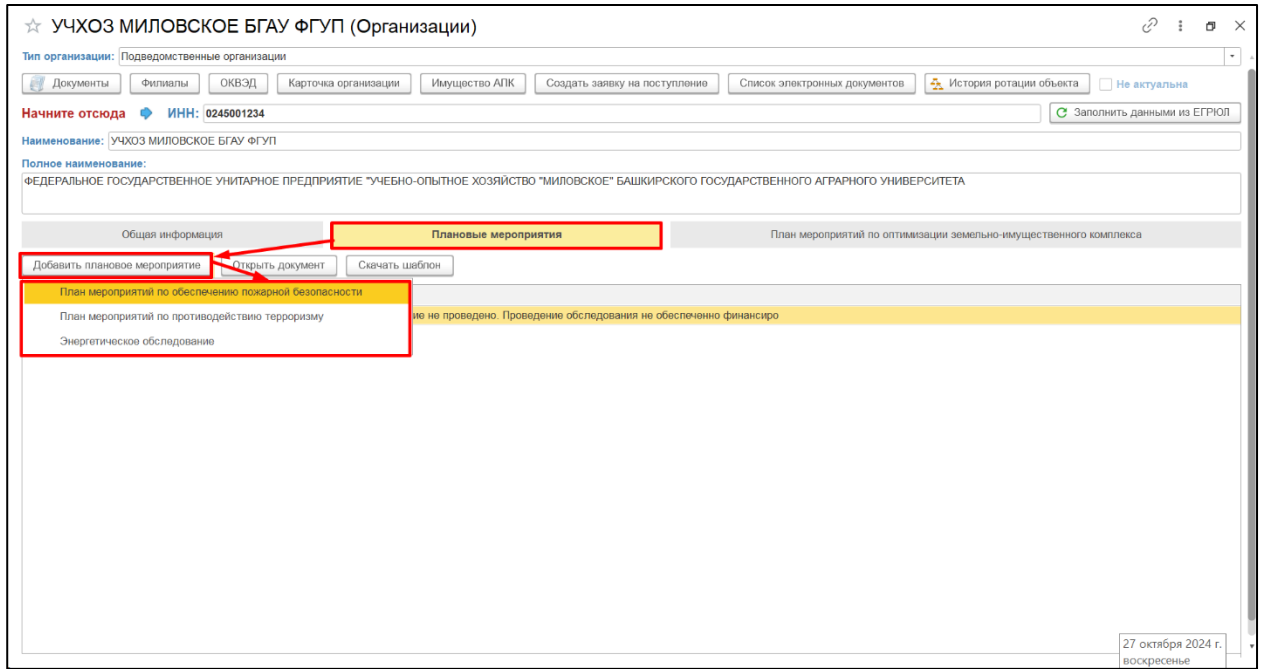 УЧХОЗ МИЛОВСКОЕ БГАУ ФГУП (Организации)
Тип организации: Подведомственные организации
Документы Филиалы ОКВЭД Карточка организации Имущество АПК Создать заявку на поступление Список электронных документов История ротации объекта Не актуальна
Начните отсюда ИНН: 0245001234 Заполнить данными из ЕГРЮЛ
Наименование: УЧХОЗ МИЛОВСКОЕ БГАУ ФГУП
Полное наименование:
ФЕДЕРАЛЬНОЕ ГОСУДАРСТВЕННОЕ УНИТАРНОЕ ПРЕДПРИЯТИЕ "УЧЕБНО-ОПЫТНОЕ ХОЗЯЙСТВО "МИЛОВСКОЕ" БАШКИРСКОГО ГОСУДАРСТВЕННОГО АГРАРНОГО УНИВЕРСИТЕТА
Общая информация Плановые мероприятия План мероприятий по оптимизации земельно-имущественного комплекса
Добавить плановое мероприятие Открыть документ Скачать шаблон
План мероприятий по обеспечению пожарной безопасности
План мероприятий по противодействию терроризму ие не проведено. Проведение обследования не обеспеченно финансиро
Энергетическое обследование
27 октября 2024 г.
воскресенье